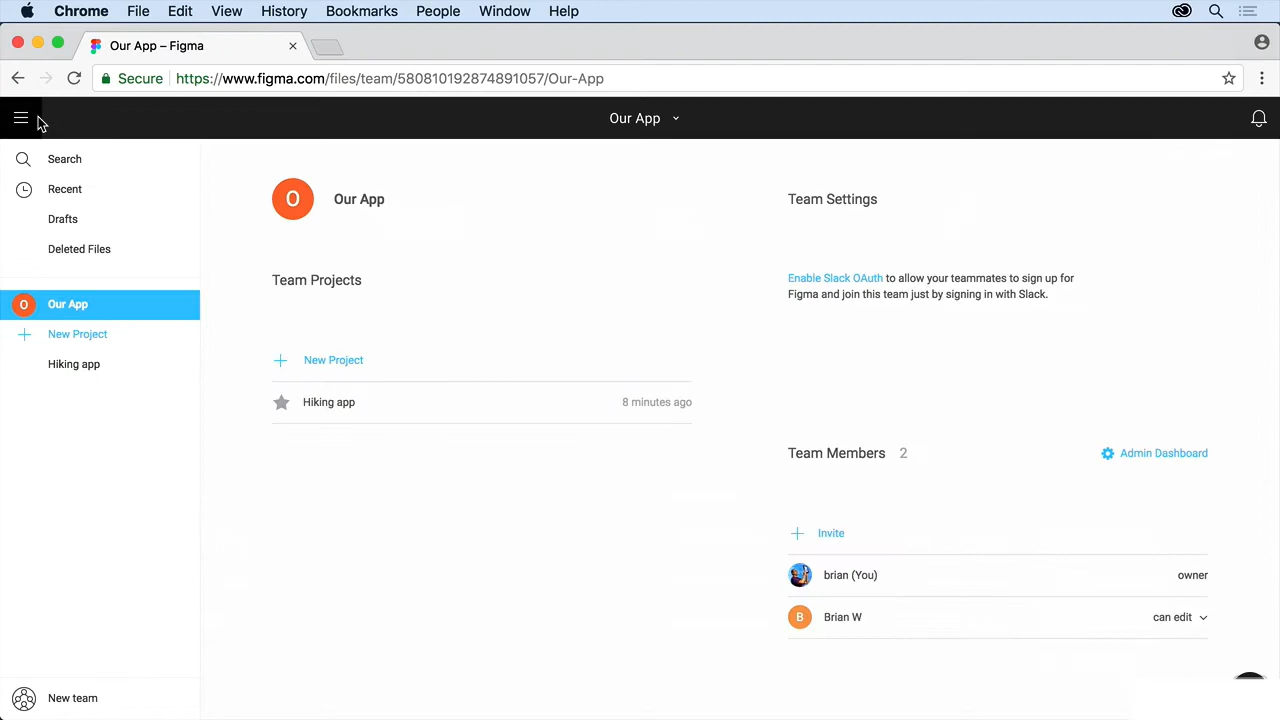 Chrome File Edit View History Bookmarks People Window Help
Our App – Figma
Secure https://www.figma.com/files/team/580810192874891057/Our-App
Our App
Search
Recent
Drafts
Deleted Files
O Our App
New Project
Hiking app
New team
O Our App
Team Projects
New Project
Hiking app 8 minutes ago
Team Settings
Enable Slack OAuth to allow your teammates to sign up for
Figma and join this team just by signing in with Slack.
Team Members 2 Admin Dashboard
Invite
brian (You) owner
B Brian W can edit